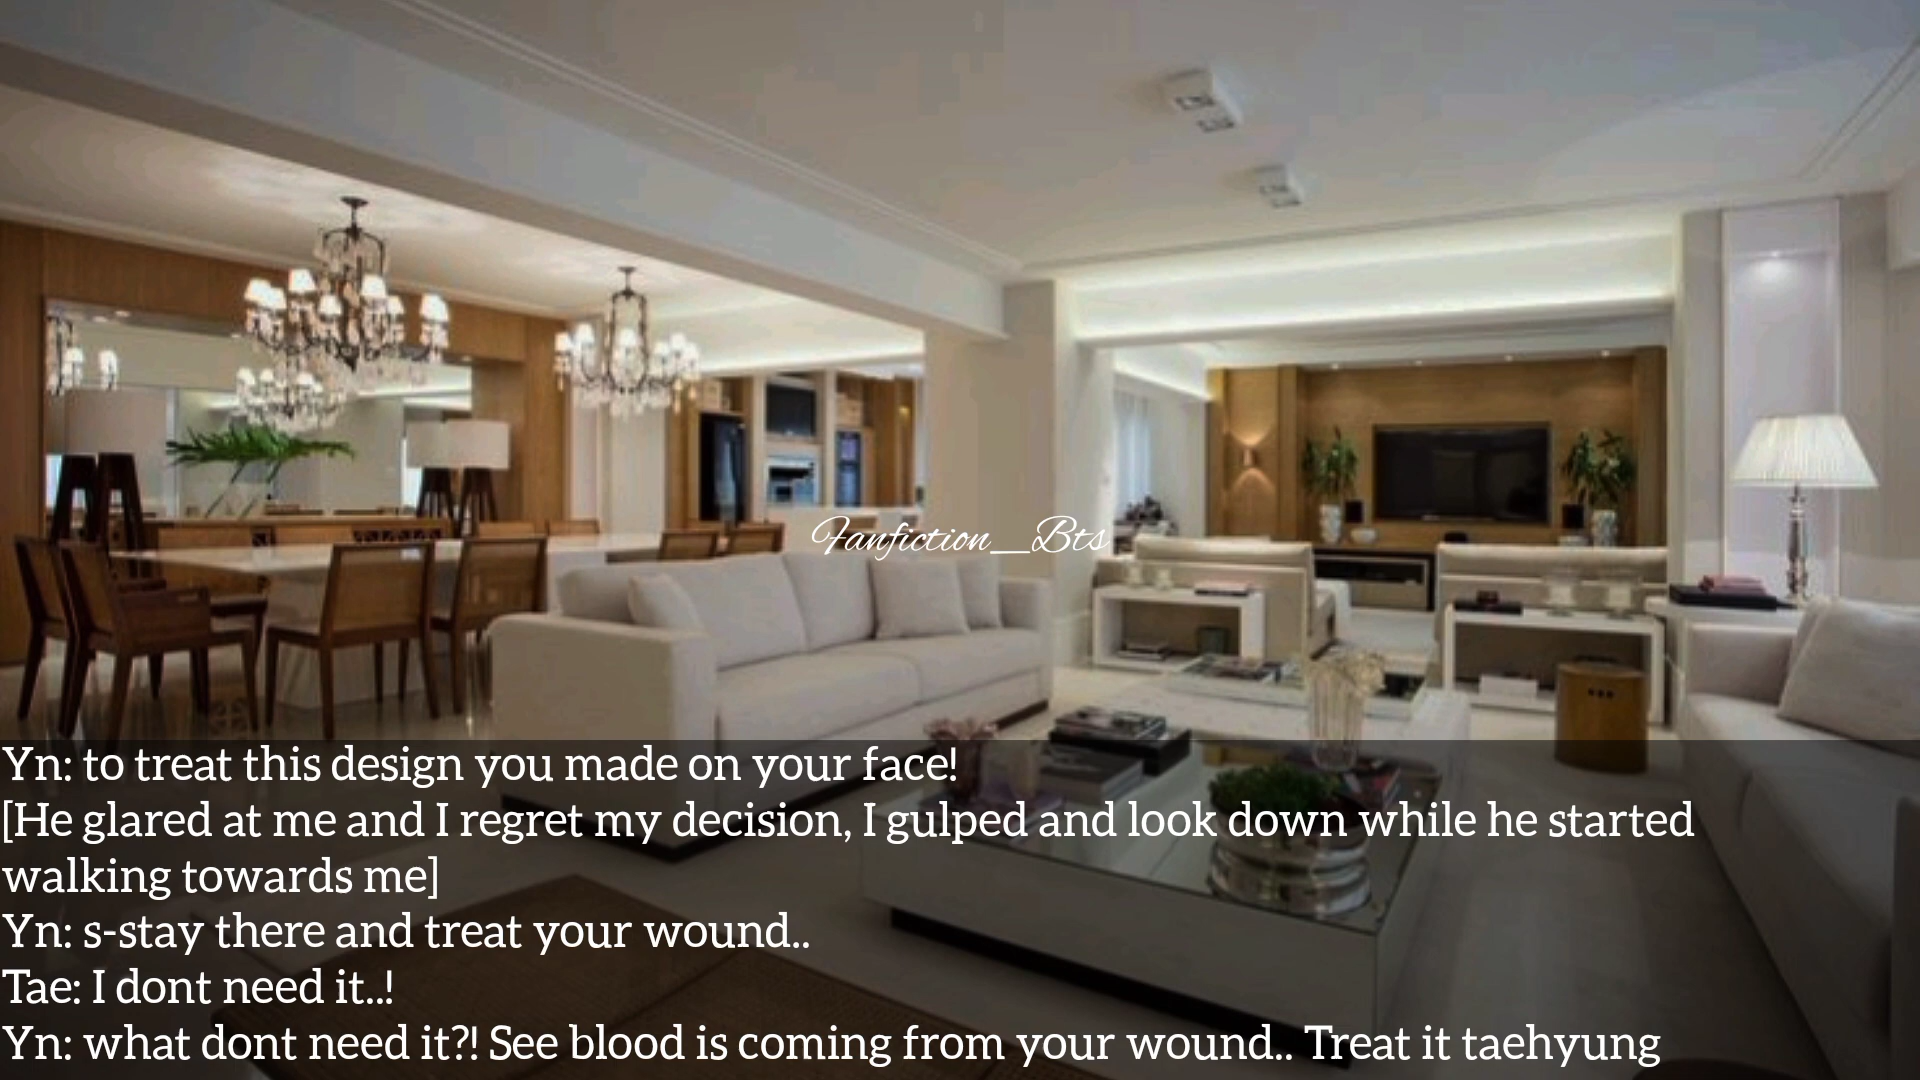 Fanfiction_Bts
Yn: to treat this design you made on your face!
[He glared at me and I regret my decision, I gulped and look down while he started
walking towards me]
Yn: s-stay there and treat your wound..
Tae: I dont need it..!
Yn: what dont need it?! See blood is coming from your wound.. Treat it taehyung